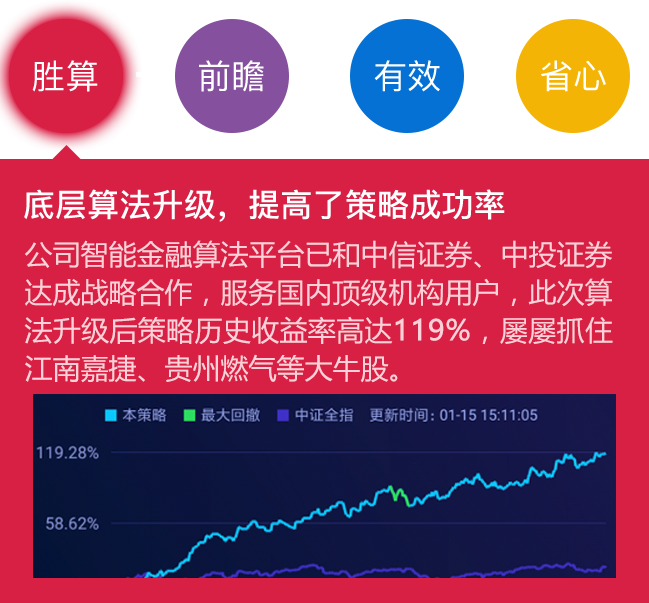 胜算 前瞻 有效 省心
底层算法升级，提高了策略成功率
公司智能金融算法平台已和中信证券、中投证券
达成战略合作，服务国内顶级机构用户，此次算
法升级后策略历史收益率高达119%，屡屡抓住
江南嘉捷、贵州燃气等大牛股。
本策略 最大回撤 中证全指 更新时间: 01-15 15:11:05
119.28%
58.62%